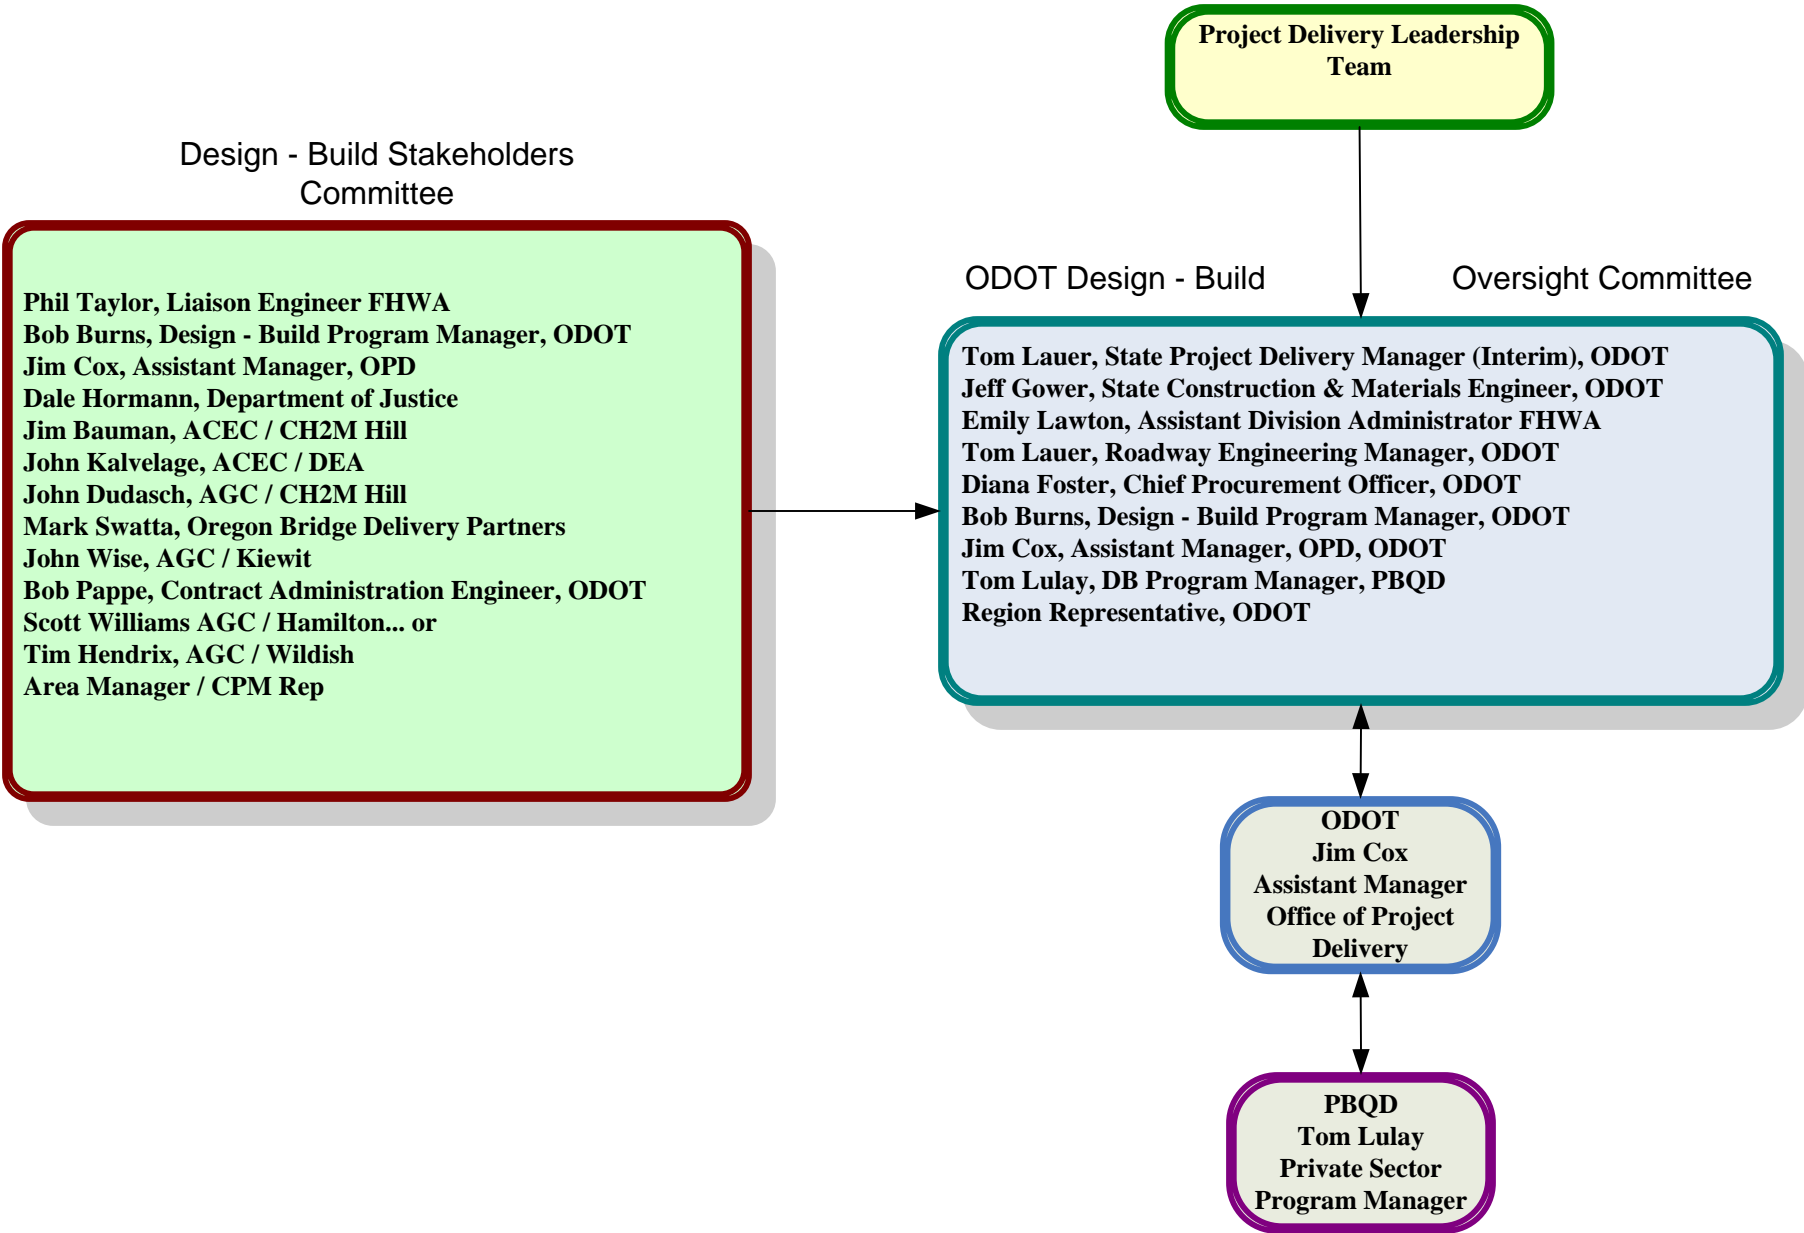 Project Delivery Leadership
Team
Design - Build Stakeholders
Committee
Phil Taylor, Liaison Engineer FHWA
Bob Burns, Design - Build Program Manager, ODOT
Jim Cox, Assistant Manager, OPD
Dale Hormann, Department of Justice
Jim Bauman, ACEC / CH2M Hill
John Kalvelage, ACEC / DEA
John Dudasch, AGC / CH2M Hill
Mark Swatta, Oregon Bridge Delivery Partners
John Wise, AGC / Kiewit
Bob Pappe, Contract Administration Engineer, ODOT
Scott Williams AGC / Hamilton... or
Tim Hendrix, AGC / Wildish
Area Manager / CPM Rep
ODOT Design - Build Oversight Committee
Tom Lauer, State Project Delivery Manager (Interim), ODOT
Jeff Gower, State Construction & Materials Engineer, ODOT
Emily Lawton, Assistant Division Administrator FHWA
Tom Lauer, Roadway Engineering Manager, ODOT
Diana Foster, Chief Procurement Officer, ODOT
Bob Burns, Design - Build Program Manager, ODOT
Jim Cox, Assistant Manager, OPD, ODOT
Tom Lulay, DB Program Manager, PBQD
Region Representative, ODOT
ODOT
Jim Cox
Assistant Manager
Office of Project
Delivery
PBQD
Tom Lulay
Private Sector
Program Manager